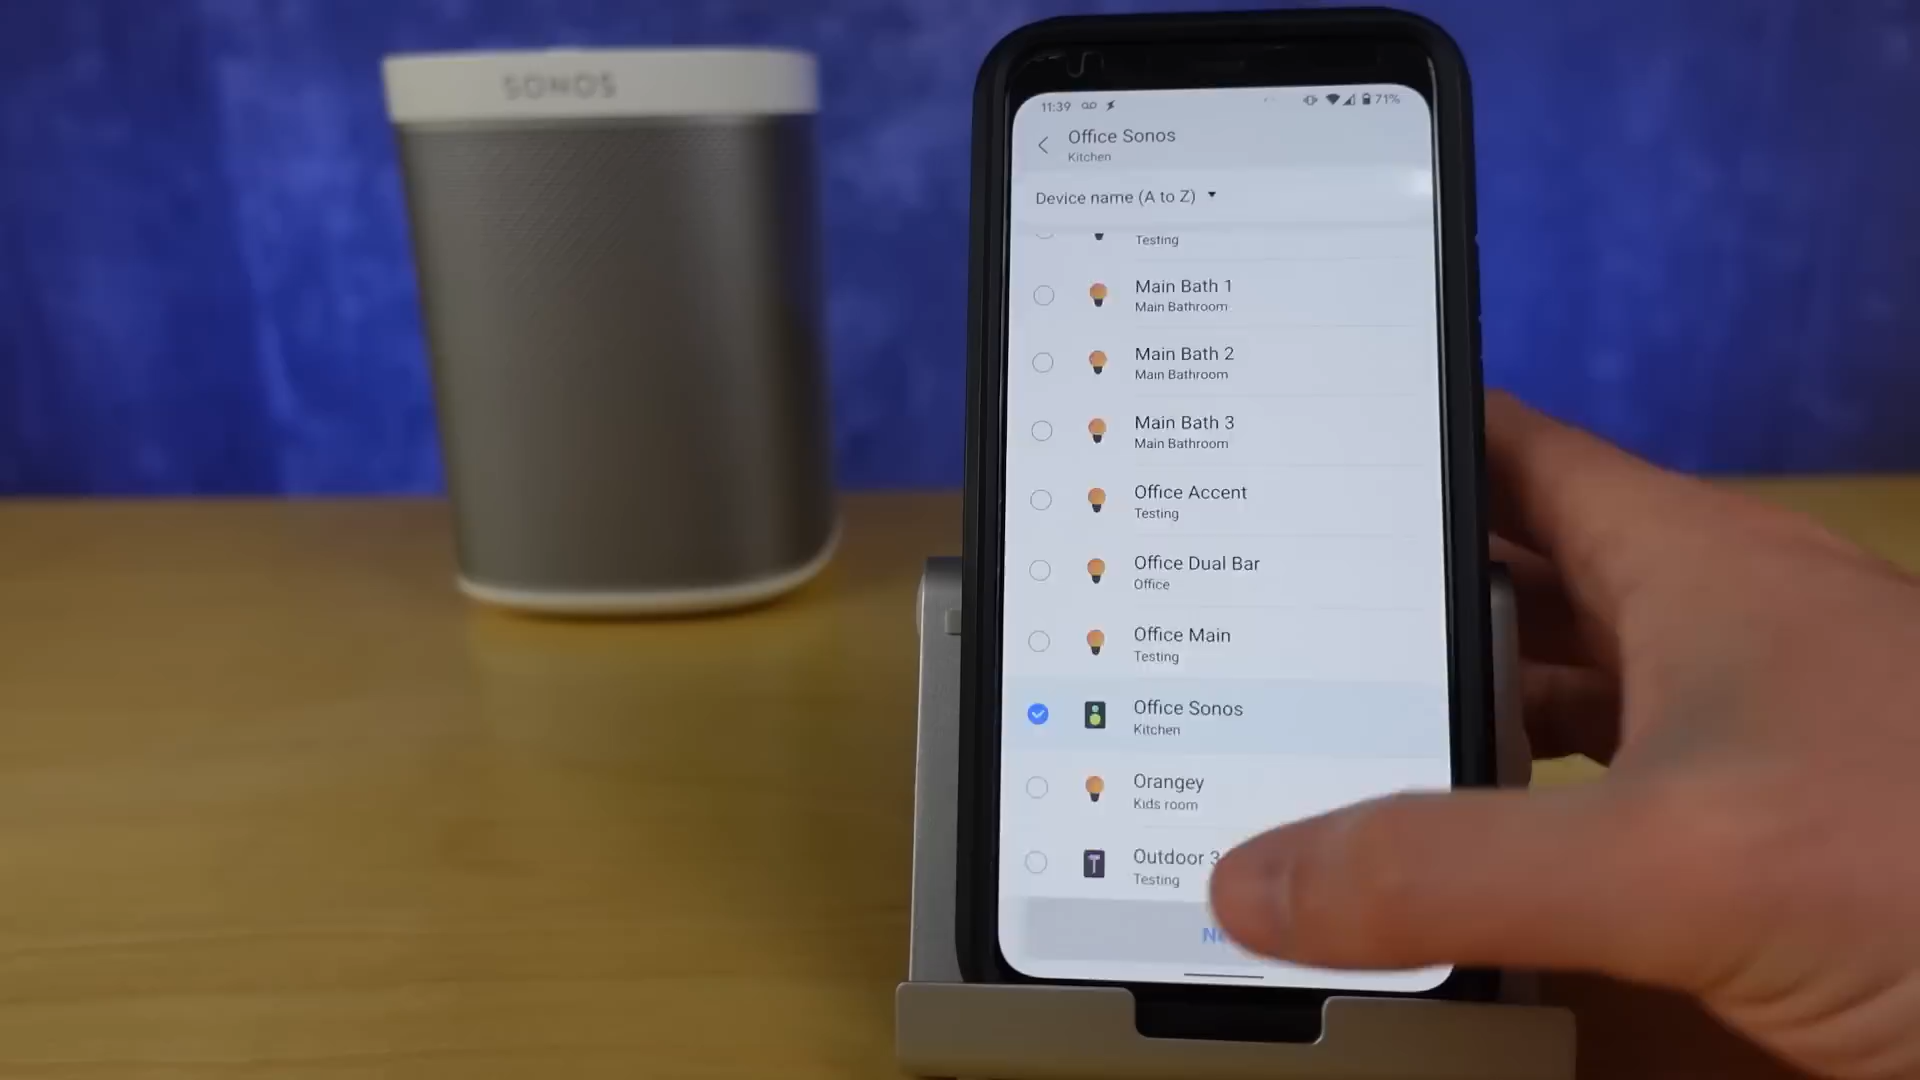 SONOS
11:39
71%
Office Sonos
Kitchen
Device name (A to Z)
Testing
Main Bath 1
Main Bathroom
Main Bath 2
Main Bathroom
Main Bath 3
Main Bathroom
Office Accent
Testing
Office Dual Bar
Office
Office Main
Testing
Office Sonos
Kitchen
Orangey
Kids room
Outdoor 3
Testing